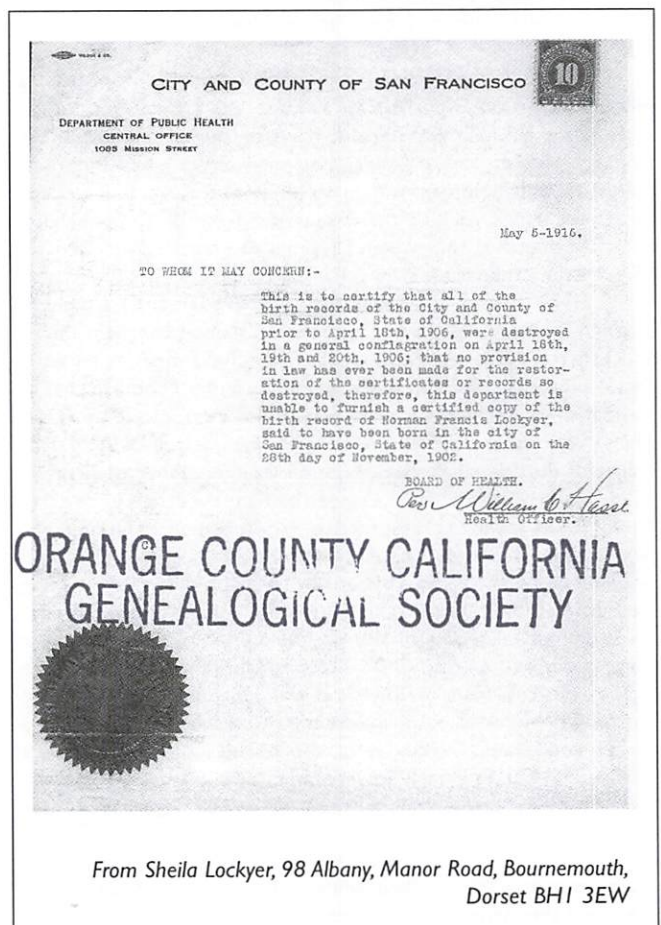 CITY AND COUNTY OF SAN FRANCISCO
10
DEPARTMENT OF PUBLIC HEALTH
CENTRAL OFFICE
1085 MISSION STREET
May 5-1916.
TO WHOM IT MAY CONCERN:-
This is to certify that all of the
birth records of the City and County of
San Francisco, State of California
prior to April 18th, 1906, were destroyed
in a general conflagration on April 18th,
19th and 20th, 1906; that no provision
in law has ever been made for the restor-
ation of the certificates or records so
destroyed, therefore, this department is
unable to furnish a certified copy of the
birth record of Norman Francis Lockyer,
said to have been born in the city of
San Francisco, State of California on the
28th day of November, 1902.
BOARD OF HEALTH.
Per William C Hassl
Health Officer.
ORANGE COUNTY CALIFORNIA
GENEALOGICAL SOCIETY
From Sheila Lockyer, 98 Albany, Manor Road, Bournemouth,
Dorset BH1 3EW